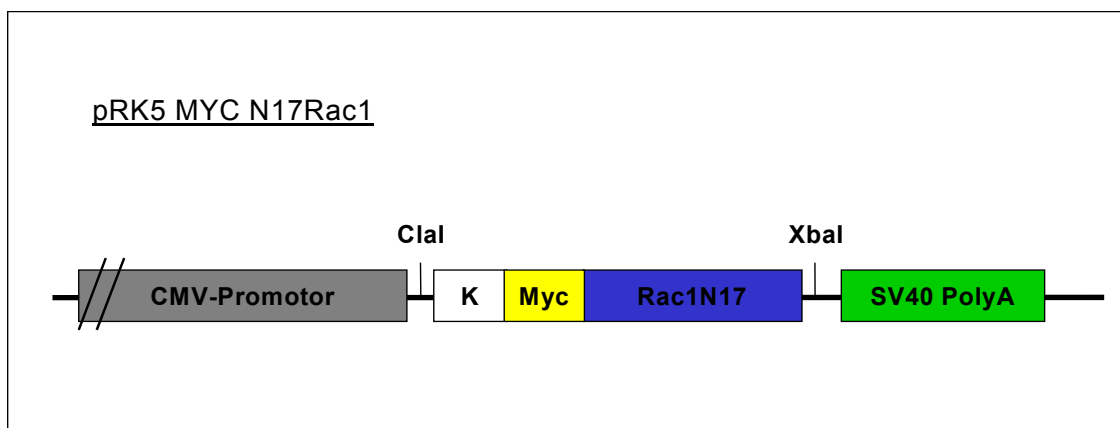 pRK5 MYC N17Rac1
ClaI XbaI
CMV-Promotor K Myc Rac1N17 SV40 PolyA